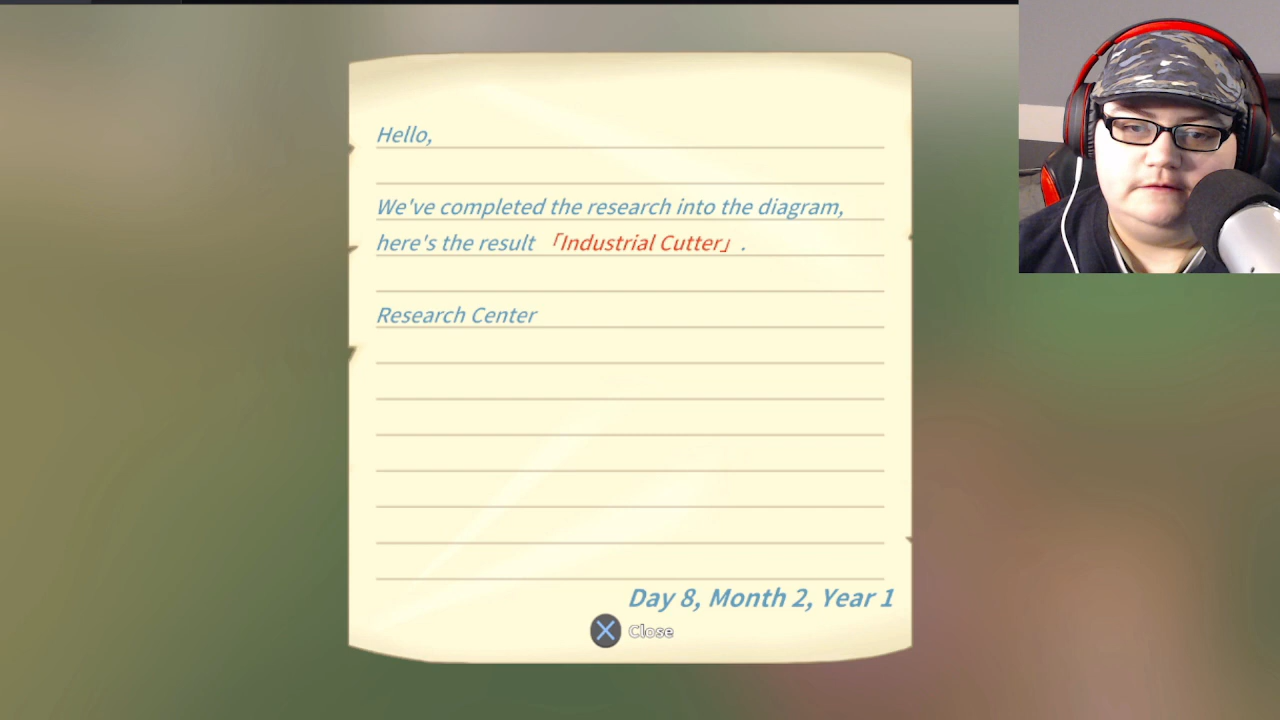 Hello,
We've completed the research into the diagram,
here's the result 「Industrial Cutter」.
Research Center
Day 8, Month 2, Year 1
Close